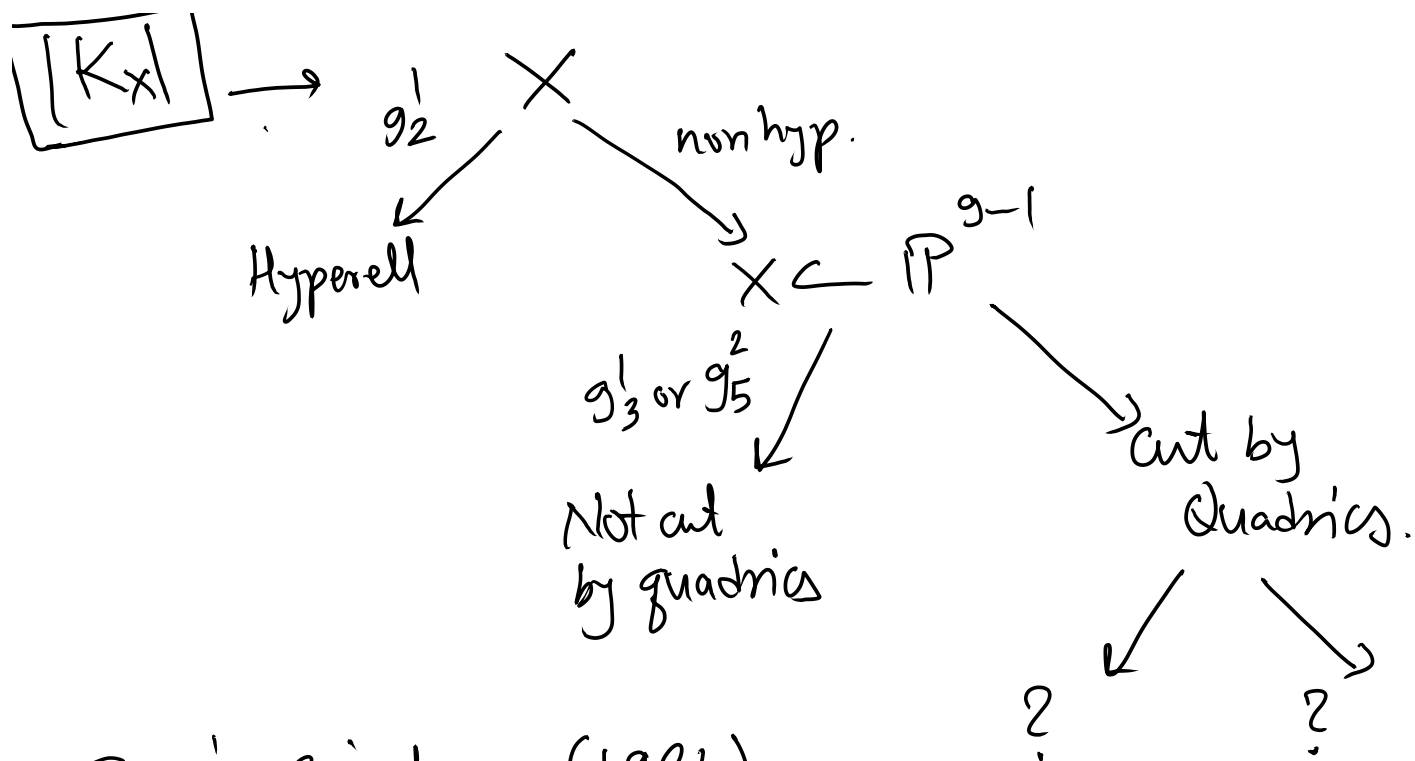 |K_X| → g^1_2 X non hyp.
Hyperell X ⊂ ℙ^{g-1}
g^1_3 or g^2_5
Cut by
Quadrics.
Not cut
by quadrics
? ?